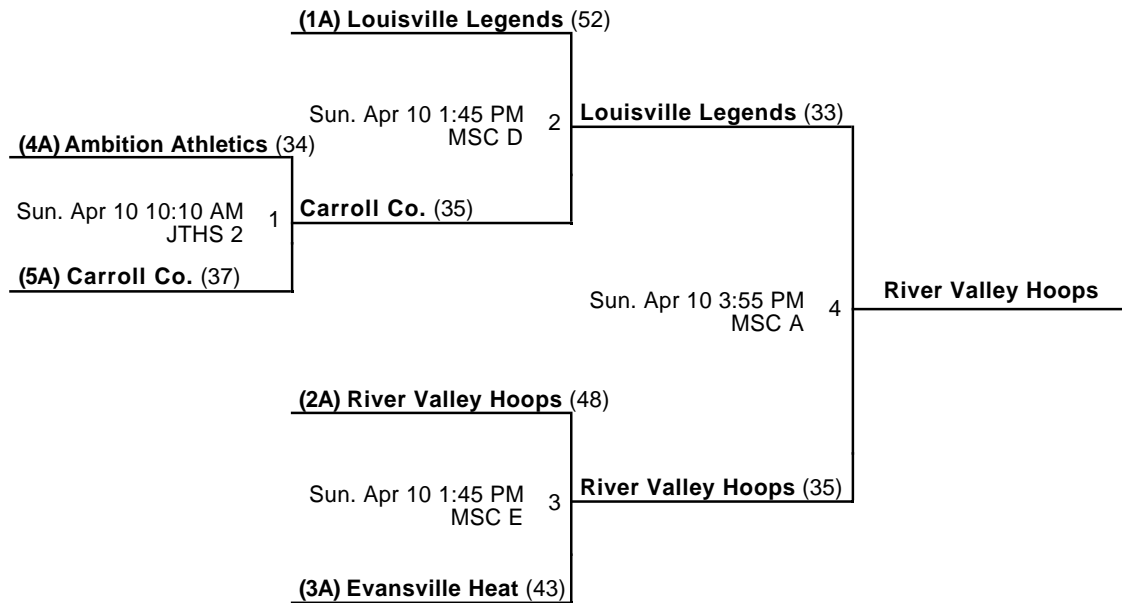 (1A) Louisville Legends (52)
Sun. Apr 10 1:45 PM
MSC D
2
Louisville Legends (33)
(4A) Ambition Athletics (34)
Sun. Apr 10 10:10 AM
JTHS 2
1
Carroll Co. (35)
(5A) Carroll Co. (37)
Sun. Apr 10 3:55 PM
MSC A
4
River Valley Hoops
(2A) River Valley Hoops (48)
Sun. Apr 10 1:45 PM
MSC E
3
River Valley Hoops (35)
(3A) Evansville Heat (43)